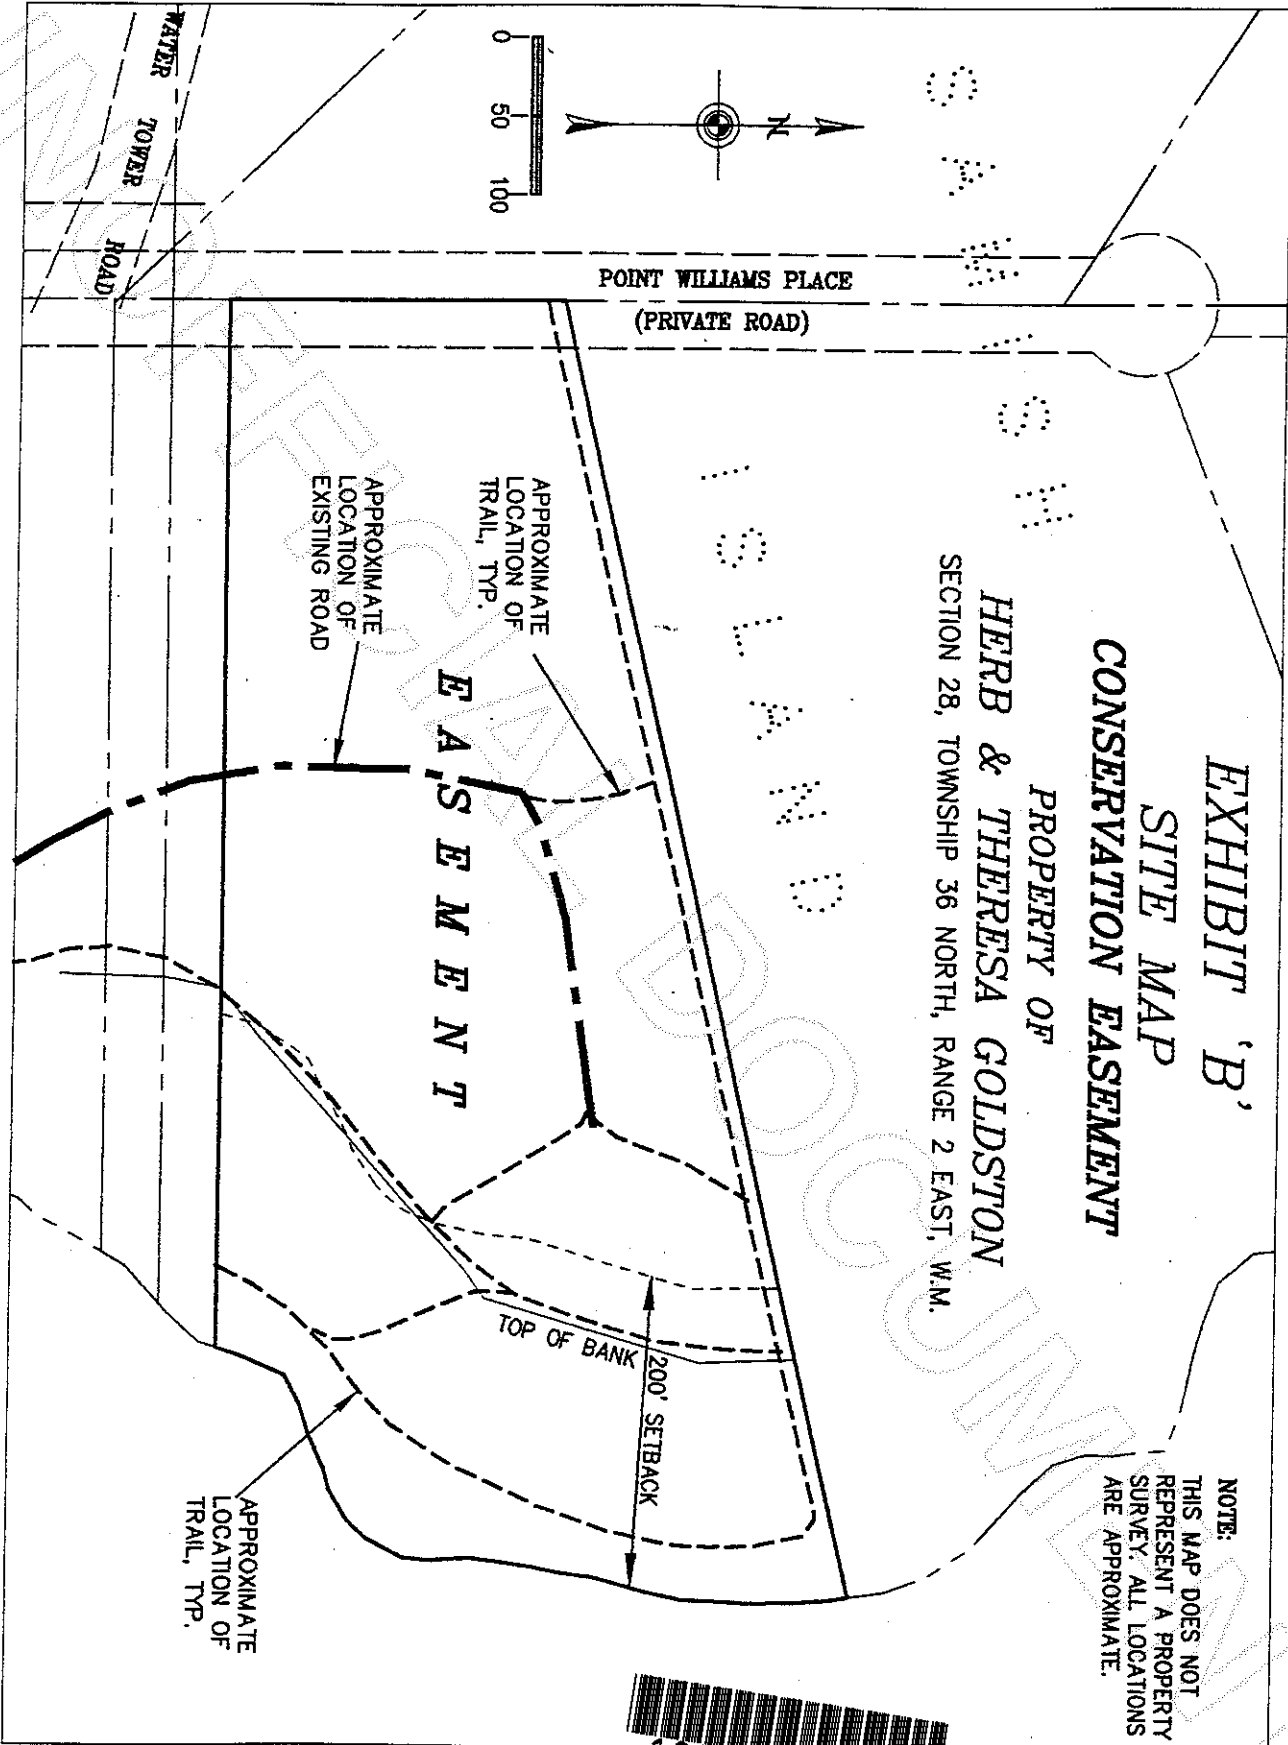 EXHIBIT 'B'
SITE MAP
CONSERVATION EASEMENT
PROPERTY OF
HERB & THERESA GOLDSTON
SECTION 28, TOWNSHIP 36 NORTH, RANGE 2 EAST, W.M.
NOTE:
THIS MAP DOES NOT
REPRESENT A PROPERTY
SURVEY. ALL LOCATIONS
ARE APPROXIMATE.
SAMISH
ISLAND
N
0 50 100
WATER TOWER ROAD
POINT WILLIAMS PLACE
(PRIVATE ROAD)
APPROXIMATE
LOCATION OF
TRAIL, TYP.
APPROXIMATE
LOCATION OF
EXISTING ROAD
EASEMENT
TOP OF BANK
200' SETBACK
APPROXIMATE
LOCATION OF
TRAIL, TYP.
UNOFFICIAL DOCUMENT